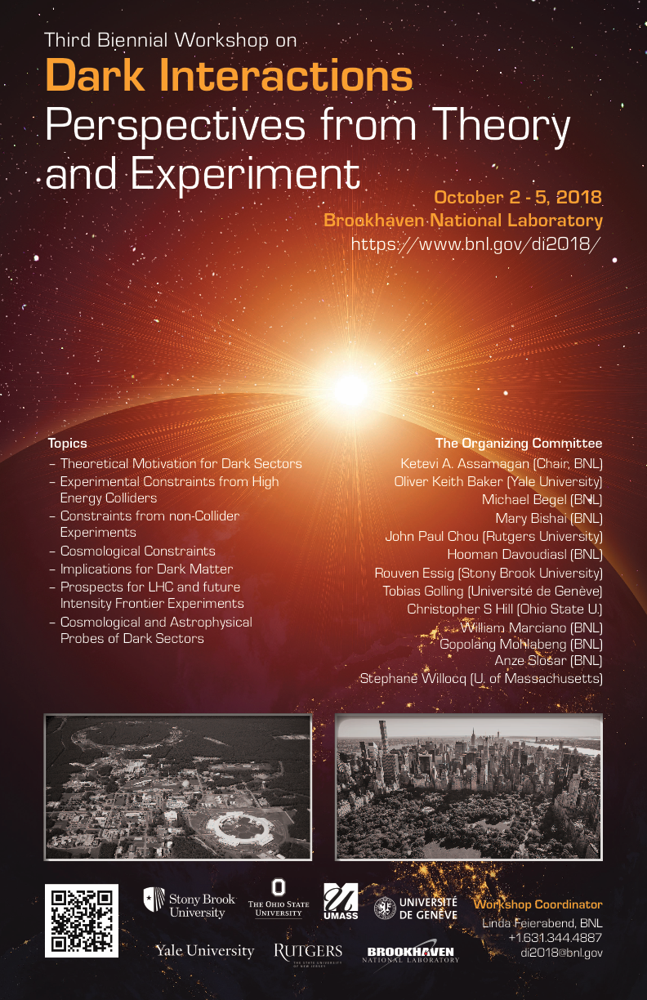 Third Biennial Workshop on
Dark Interactions
Perspectives from Theory
and Experiment
October 2 - 5, 2018
Brookhaven National Laboratory
https://www.bnl.gov/di2018/
Topics
– Theoretical Motivation for Dark Sectors
– Experimental Constraints from High
Energy Colliders
– Constraints from non-Collider
Experiments
– Cosmological Constraints
– Implications for Dark Matter
– Prospects for LHC and future
Intensity Frontier Experiments
– Cosmological and Astrophysical
Probes of Dark Sectors
The Organizing Committee
Ketevi A. Assamagan (Chair, BNL)
Oliver Keith Baker (Yale University)
Michael Begel (BNL)
Mary Bishai (BNL)
John Paul Chou (Rutgers University)
Hooman Davoudiasl (BNL)
Rouven Essig (Stony Brook University)
Tobias Golling (Université de Genève)
Christopher S Hill (Ohio State U.)
William Marciano (BNL)
Gopolang Mohlabeng (BNL)
Anze Slosar (BNL)
Stephane Willocq (U. of Massachusetts)
Stony Brook
University
THE OHIO STATE
UNIVERSITY
UMASS
UNIVERSITÉ
DE GENÈVE
Yale University
RUTGERS
THE STATE UNIVERSITY
OF NEW JERSEY
BROOKHAVEN
NATIONAL LABORATORY
Workshop Coordinator
Linda Feierabend, BNL
+1.631.344.4887
di2018@bnl.gov